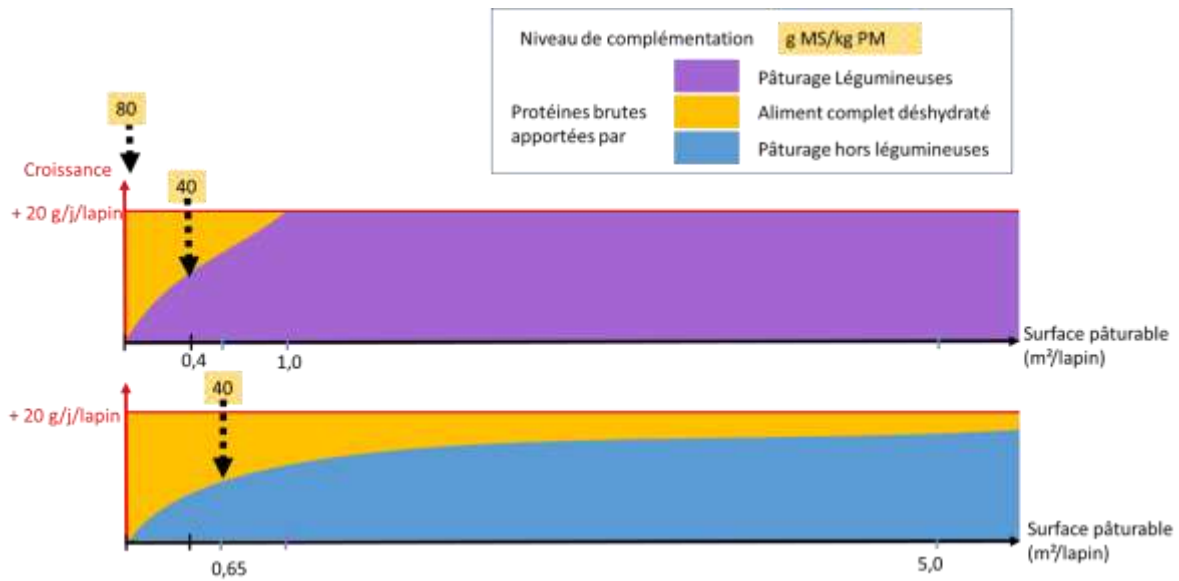 Niveau de complémentation g MS/kg PM
Pâturage Légumineuses
Protéines brutes
apportées par
Aliment complet déshydraté
Pâturage hors légumineuses
80
Croissance
40
+ 20 g/j/lapin
0,4
1,0
Surface pâturable
(m²/lapin)
40
+ 20 g/j/lapin
0,65
5,0
Surface pâturable
(m²/lapin)